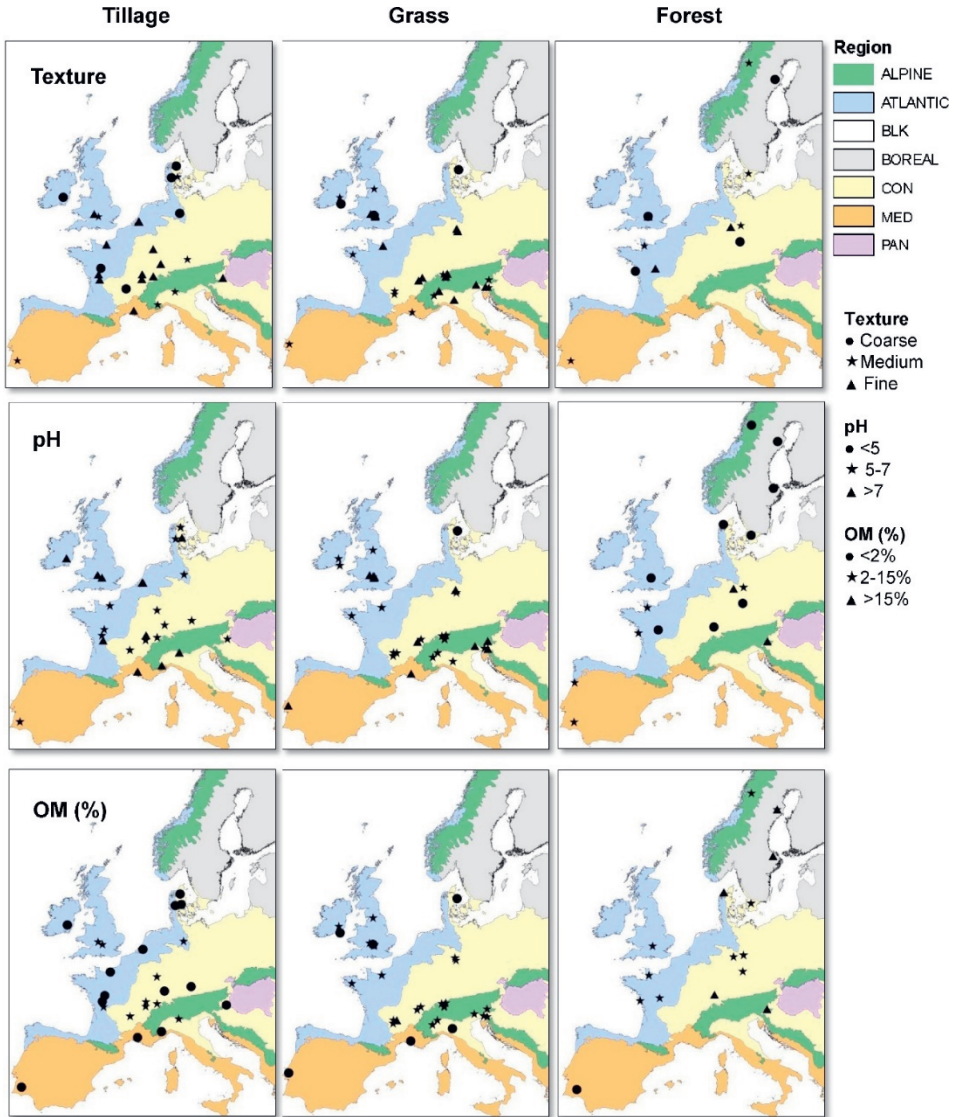 Tillage
Grass
Forest
Texture
Region
ALPINE
ATLANTIC
BLK
BOREAL
CON
MED
PAN
Texture
Coarse
Medium
Fine
pH
pH
<5
5-7
>7
OM (%)
<2%
2-15%
>15%
OM (%)